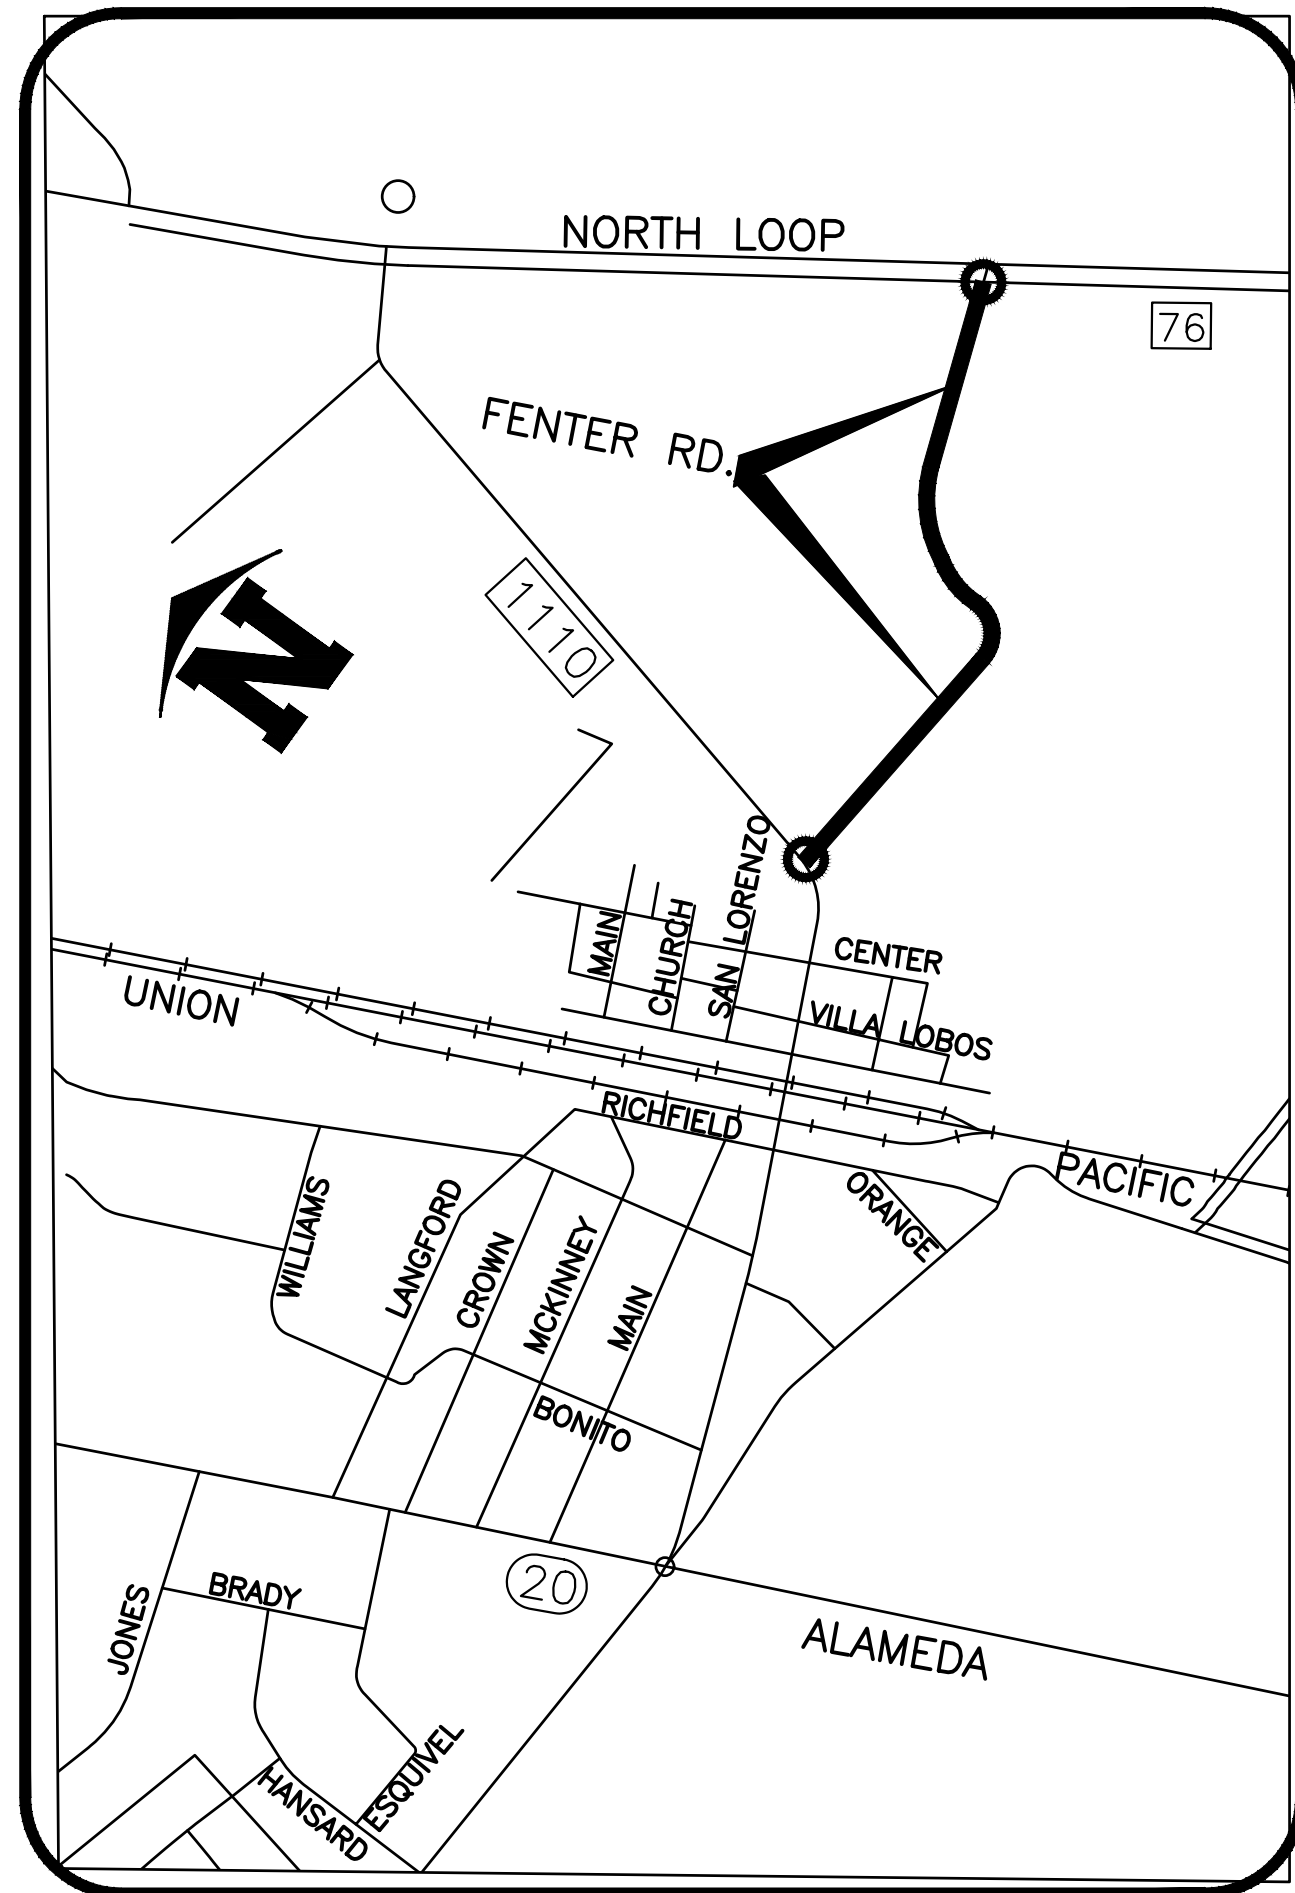 NORTH LOOP
76
FENTER RD.
1110
N
MAIN
CHURCH
SAN LORENZO
CENTER
VILLA LOBOS
UNION
RICHFIELD
PACIFIC
ORANGE
WILLIAMS
LANGFORD
CROWN
MCKINNEY
MAIN
BONITO
20
ALAMEDA
JONES
BRADY
ESQUIVEL
HANSARD